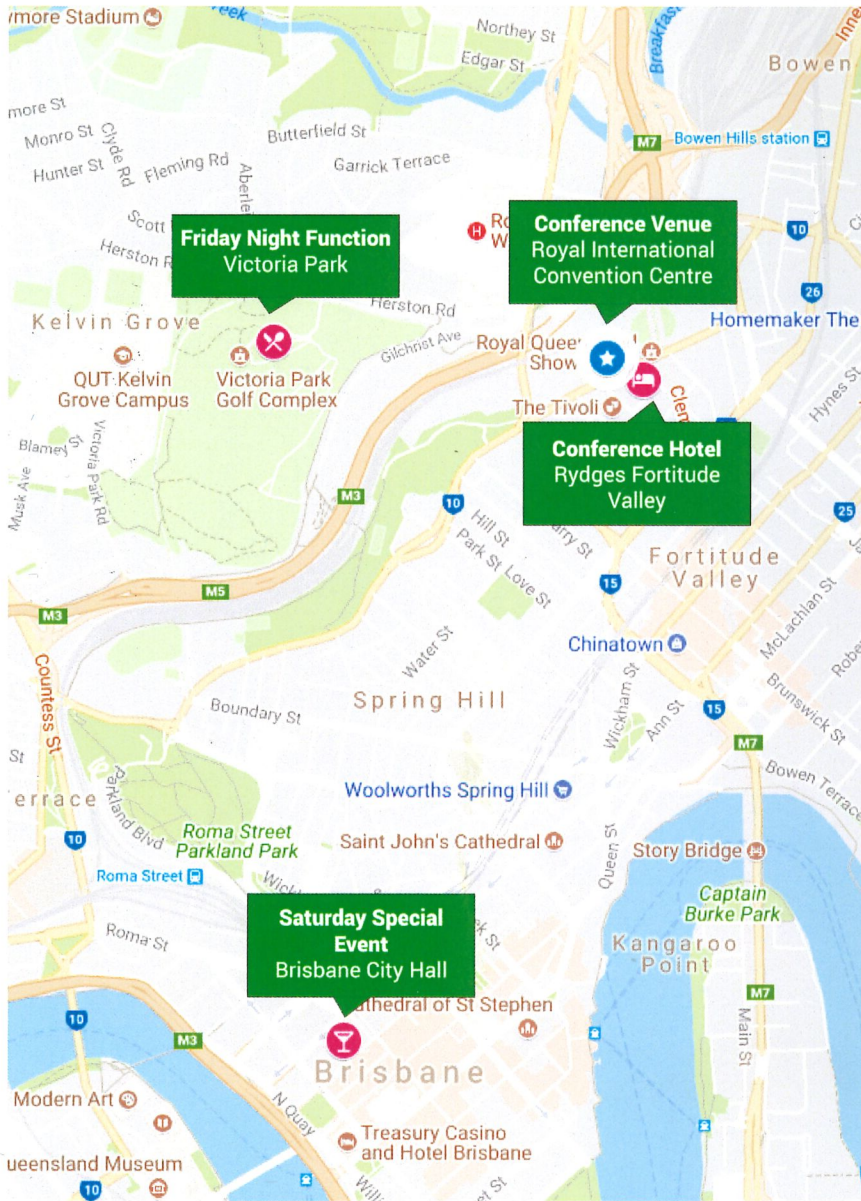 more Stadium
eek
Northey St
Edgar St
Breakfast
Inne
Bowen
more St
Monro St
Hunter St
Clyde Rd
Fleming Rd
Butterfield St
Garrick Terrace
M7
Bowen Hills station
Scott
Herston R
Friday Night Function
Victoria Park
H
Conference Venue
Royal International
Convention Centre
10
26
Kelvin Grove
Herston Rd
Gilchrist Ave
Homemaker The
QUT Kelvin
Grove Campus
Victoria Park
Golf Complex
Royal Quee
Show
The Tivoli
Clem
Hynes St
Conference Hotel
Rydges Fortitude
Valley
Blamey St
Musk Ave
Victoria Park Rd
M3
10
Hill St
Park St
Love St
25
Fortitude
Valley
15
M5
M3
McLachlan St
Water St
Chinatown
Countess St
Boundary St
Spring Hill
Wickham St
Ann St
15
Brunswick St
M7
Bowen Terrace
St
errace
Parkland Blvd
Woolworths Spring Hill
10
Roma Street
Parkland Park
Saint John's Cathedral
Queen St
Story Bridge
Roma Street
Captain
Burke Park
Saturday Special
Event
Brisbane City Hall
Roma St
Kangaroo
Point
10
M3
athedral of St Stephen
M7
Main St
Brisbane
Modern Art
N Quay
Treasury Casino
and Hotel Brisbane
ueensland Museum
10